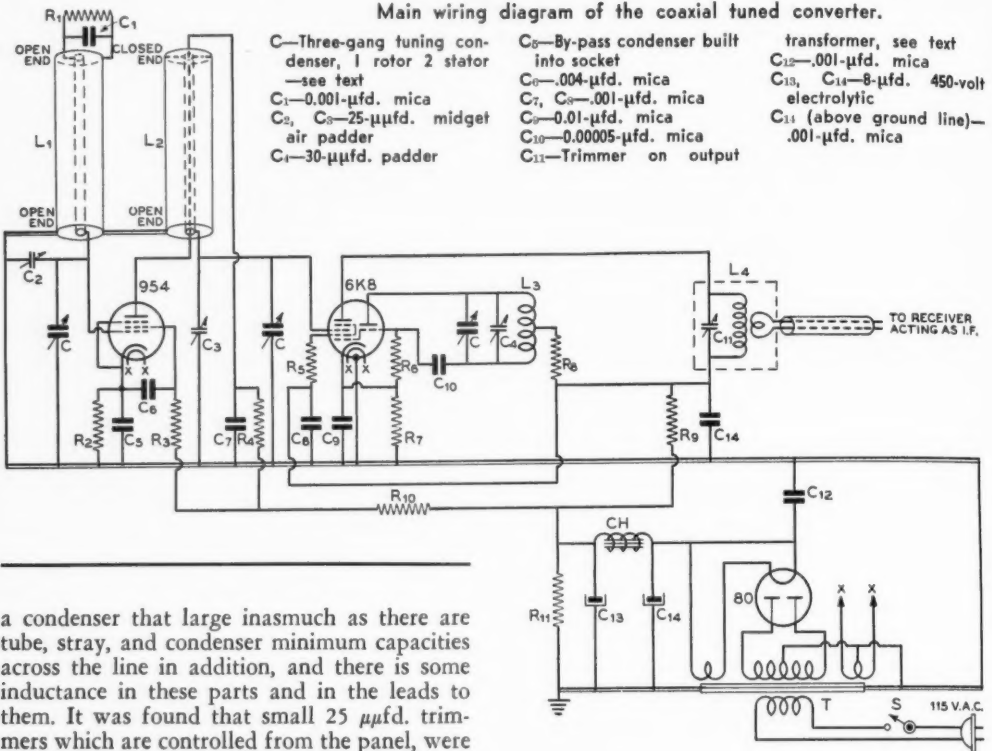 Main wiring diagram of the coaxial tuned converter.
C—Three-gang tuning con-
denser, 1 rotor 2 stator
—see text
C₁—0.001-µfd. mica
C₂, C₃—25-µµfd. midget
air padder
C₄—30-µµfd. padder
C₅—By-pass condenser built
into socket
C₆—.004-µfd. mica
C₇, C₈—.001-µfd. mica
C₉—0.01-µfd. mica
C₁₀—0.00005-µfd. mica
C₁₁—Trimmer on output
transformer, see text
C₁₂—.001-µfd. mica
C₁₃, C₁₄—8-µfd. 450-volt
electrolytic
C₁₄ (above ground line)—
.001-µfd. mica
R₁
C₁
OPEN
END
CLOSED
END
L₁
L₂
OPEN
END
OPEN
END
C₂
954
C
C₃
C
6K8
L₃
C
C₄
L₄
C₁₁
TO RECEIVER
ACTING AS I.F.
X X
X X
C₆
R₅
R₆
C₁₀
R₈
R₂
C₅
R₃
C₇
R₄
C₈
C₉
R₇
R₉
C₁₄
R₁₀
C₁₂
CH
80
X X
R₁₁
C₁₃
C₁₄
T
S
115 V.A.C.
a condenser that large inasmuch as there are
tube, stray, and condenser minimum capacities
across the line in addition, and there is some
inductance in these parts and in the leads to
them. It was found that small 25 µµfd. trim-
mers which are controlled from the panel, were